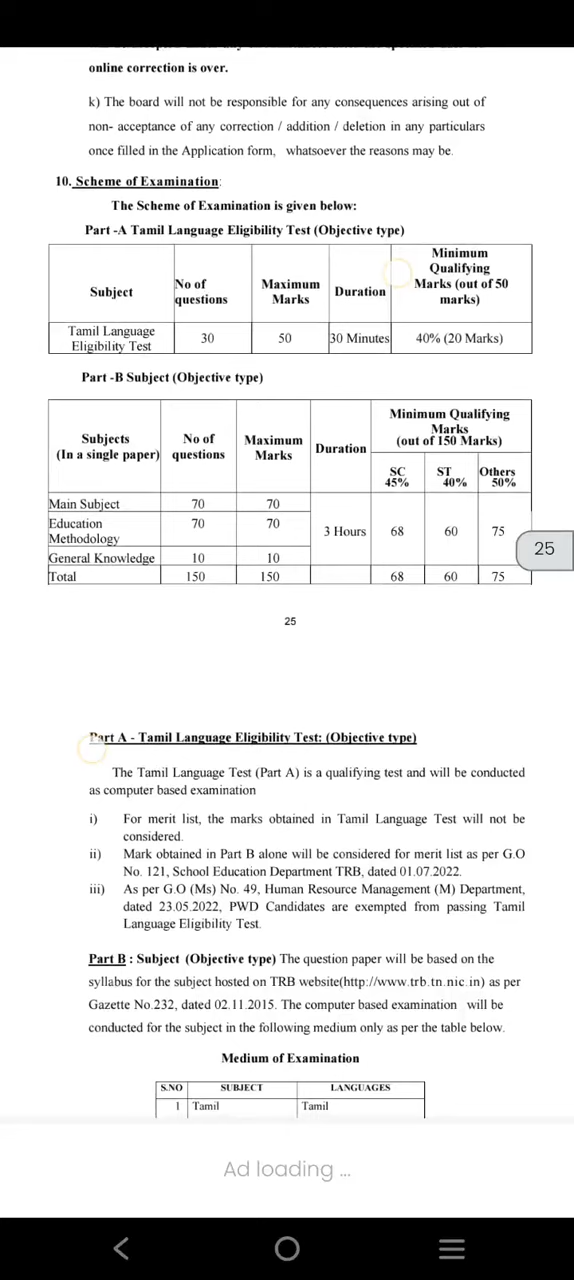 online correction is over.
k) The board will not be responsible for any consequences arising out of
non- acceptance of any correction / addition / deletion in any particulars
once filled in the Application form, whatsoever the reasons may be.
10. Scheme of Examination:
The Scheme of Examination is given below:
Part -A Tamil Language Eligibility Test (Objective type)
Subject No of questions Maximum Marks Duration Minimum Qualifying Marks (out of 50 marks)
Tamil Language Eligibility Test 30 50 30 Minutes 40% (20 Marks)
Part -B Subject (Objective type)
Subjects (In a single paper) No of questions Maximum Marks Duration Minimum Qualifying Marks (out of 150 Marks)
SC 45% ST 40% Others 50%
Main Subject 70 70
Education Methodology 70 70 3 Hours 68 60 75
General Knowledge 10 10
Total 150 150 68 60 75
25
25
Part A - Tamil Language Eligibility Test: (Objective type)
The Tamil Language Test (Part A) is a qualifying test and will be conducted
as computer based examination
i) For merit list, the marks obtained in Tamil Language Test will not be
considered.
ii) Mark obtained in Part B alone will be considered for merit list as per G.O
No. 121, School Education Department TRB, dated 01.07.2022.
iii) As per G.O (Ms) No. 49, Human Resource Management (M) Department,
dated 23.05.2022, PWD Candidates are exempted from passing Tamil
Language Eligibility Test.
Part B : Subject (Objective type) The question paper will be based on the
syllabus for the subject hosted on TRB website(http://www.trb.tn.nic.in) as per
Gazette No.232, dated 02.11.2015. The computer based examination will be
conducted for the subject in the following medium only as per the table below.
Medium of Examination
S.NO SUBJECT LANGUAGES
1 Tamil Tamil
Ad loading ...